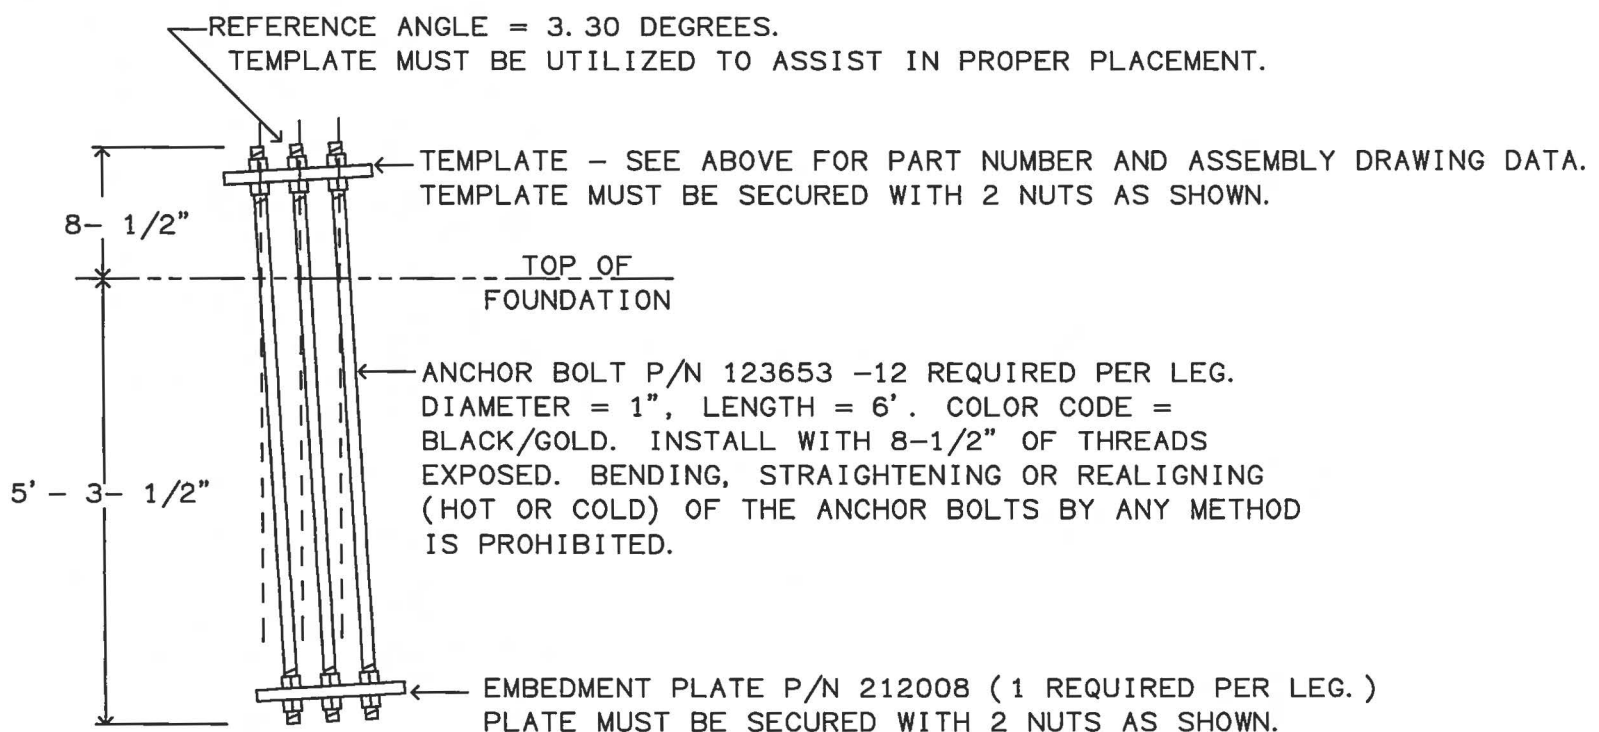 REFERENCE ANGLE = 3.30 DEGREES.
TEMPLATE MUST BE UTILIZED TO ASSIST IN PROPER PLACEMENT.
TEMPLATE - SEE ABOVE FOR PART NUMBER AND ASSEMBLY DRAWING DATA.
TEMPLATE MUST BE SECURED WITH 2 NUTS AS SHOWN.
8- 1/2"
TOP OF
FOUNDATION
ANCHOR BOLT P/N 123653 -12 REQUIRED PER LEG.
DIAMETER = 1", LENGTH = 6'. COLOR CODE =
BLACK/GOLD. INSTALL WITH 8-1/2" OF THREADS
EXPOSED. BENDING, STRAIGHTENING OR REALIGNING
(HOT OR COLD) OF THE ANCHOR BOLTS BY ANY METHOD
IS PROHIBITED.
5' - 3- 1/2"
EMBEDMENT PLATE P/N 212008 (1 REQUIRED PER LEG.)
PLATE MUST BE SECURED WITH 2 NUTS AS SHOWN.